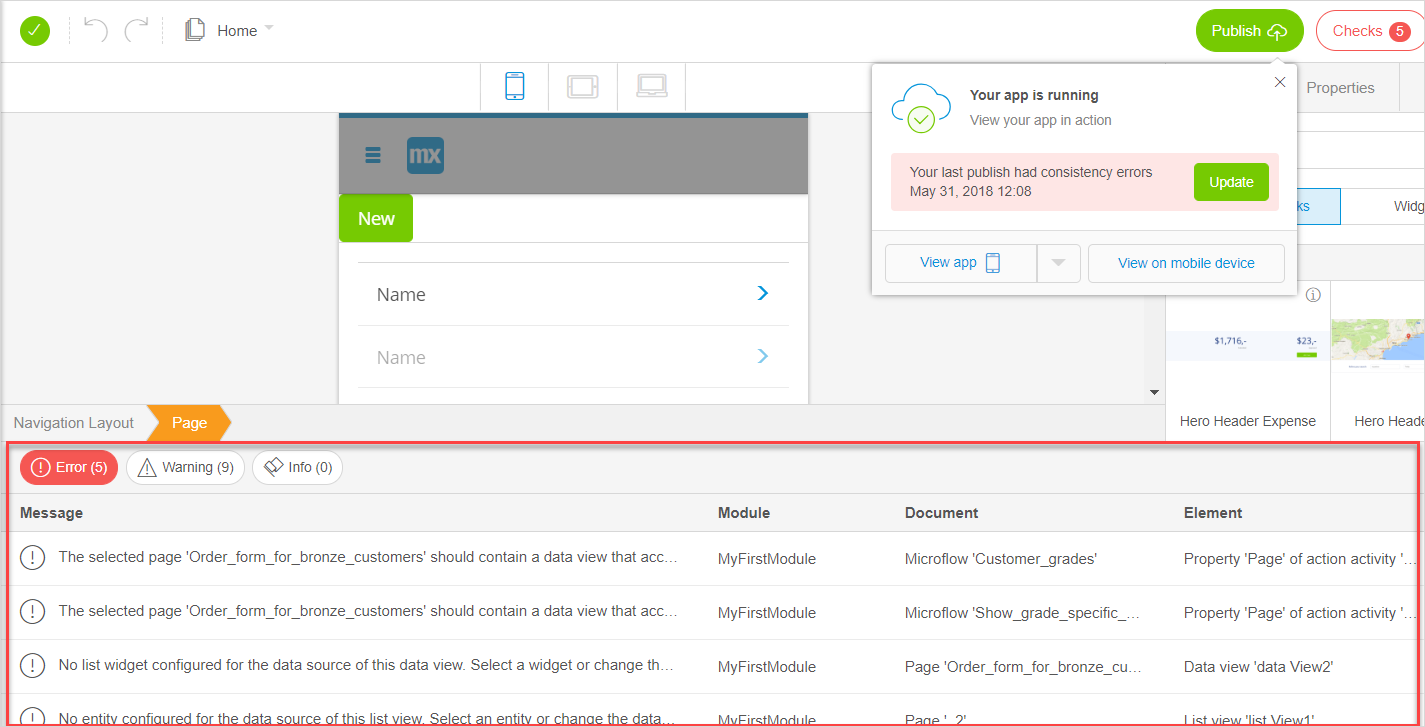 Home
Publish
Checks 5
Properties
Your app is running
View your app in action
Your last publish had consistency errors
May 31, 2018 12:08
Update
View app
View on mobile device
mx
New
Name
Name
$1,716,-
$23,-
Hero Header Expense
Navigation Layout
Page
Error (5)
Warning (9)
Info (0)
Message Module Document Element
The selected page 'Order_form_for_bronze_customers' should contain a data view that acc… MyFirstModule Microflow 'Customer_grades' Property 'Page' of action activity '…
The selected page 'Order_form_for_bronze_customers' should contain a data view that acc… MyFirstModule Microflow 'Show_grade_specific_… Property 'Page' of action activity '…
No list widget configured for the data source of this data view. Select a widget or change th… MyFirstModule Page 'Order_form_for_bronze_cu… Data view 'data View2'
No entity configured for the data source of this list view. Select an entity or change the data… MyFirstModule Page '_2' List view 'list View1'